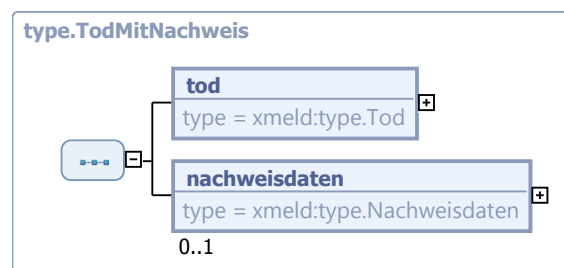 type.TodMitNachweis
tod
type = xmeld:type.Tod
nachweisdaten
type = xmeld:type.Nachweisdaten
0..1